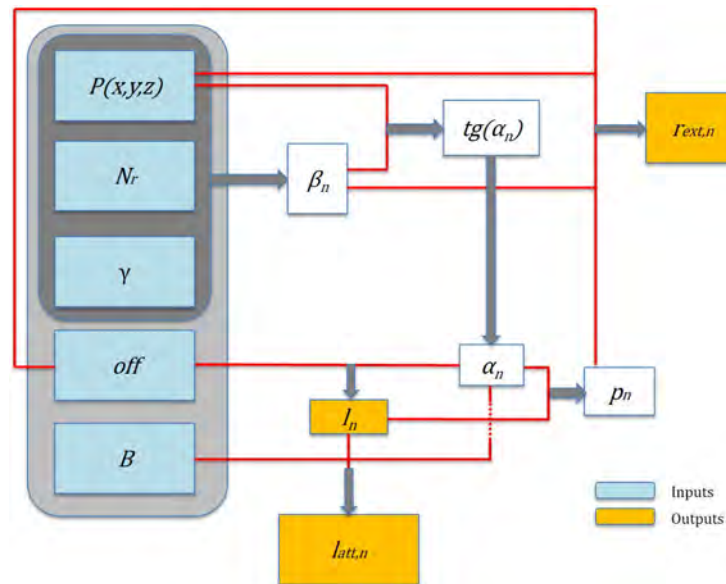 P(x,y,z)
Nr
γ
off
B
βn
tg(αn)
αn
ln
latt,n
pn
rext,n
Inputs
Outputs